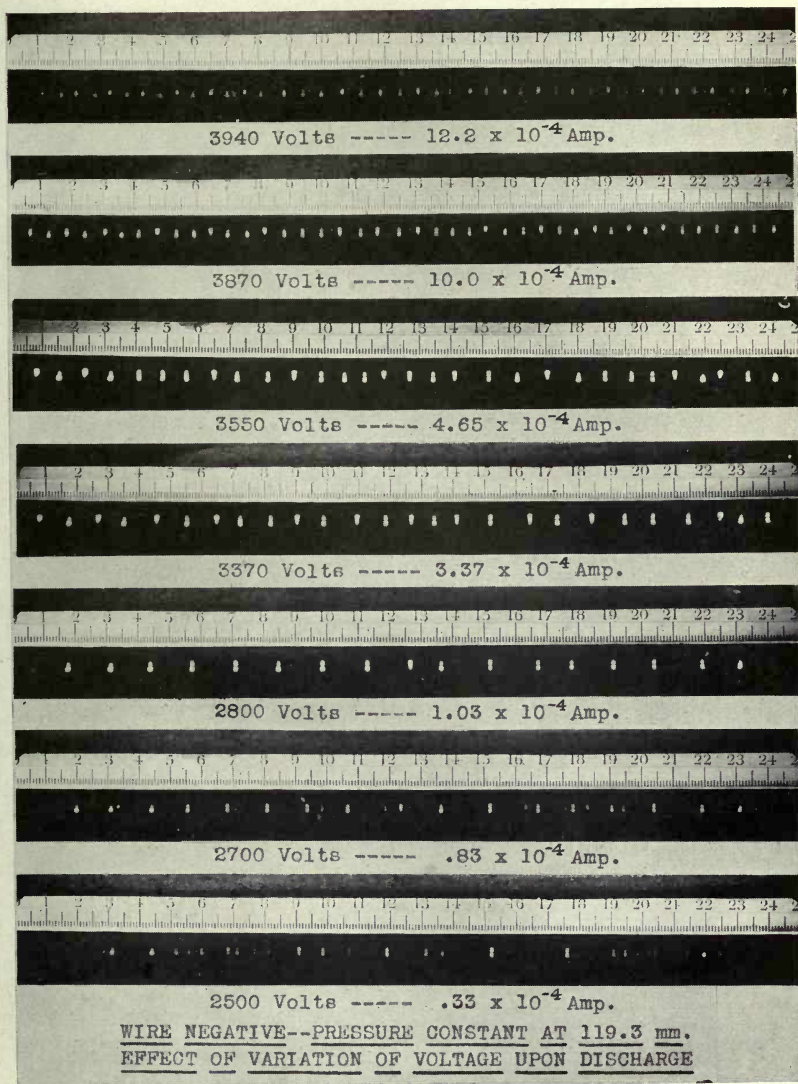 1 2 3 4 5 6 7 8 9 10 11 12 13 14 15 16 17 18 19 20 21 22 23 24 2
3940 Volts ----- 12.2 x 10⁻⁴ Amp.
1 2 3 4 5 6 7 8 9 10 11 12 13 14 15 16 17 18 19 20 21 22 23 24 2
3870 Volts ----- 10.0 x 10⁻⁴ Amp.
1 2 3 4 5 6 7 8 9 10 11 12 13 14 15 16 17 18 19 20 21 22 23 24 2
3550 Volts ----- 4.65 x 10⁻⁴ Amp.
1 2 3 4 5 6 7 8 9 10 11 12 13 14 15 16 17 18 19 20 21 22 23 24 2
3370 Volts ----- 3.37 x 10⁻⁴ Amp.
1 2 3 4 5 6 7 8 9 10 11 12 13 14 15 16 17 18 19 20 21 22 23 24 2
2800 Volts ----- 1.03 x 10⁻⁴ Amp.
1 2 3 4 5 6 7 8 9 10 11 12 13 14 15 16 17 18 19 20 21 22 23 24 2
2700 Volts ----- .83 x 10⁻⁴ Amp.
1 2 3 4 5 6 7 8 9 10 11 12 13 14 15 16 17 18 19 20 21 22 23 24 2
2500 Volts ----- .33 x 10⁻⁴ Amp.
WIRE NEGATIVE--PRESSURE CONSTANT AT 119.3 mm.
EFFECT OF VARIATION OF VOLTAGE UPON DISCHARGE